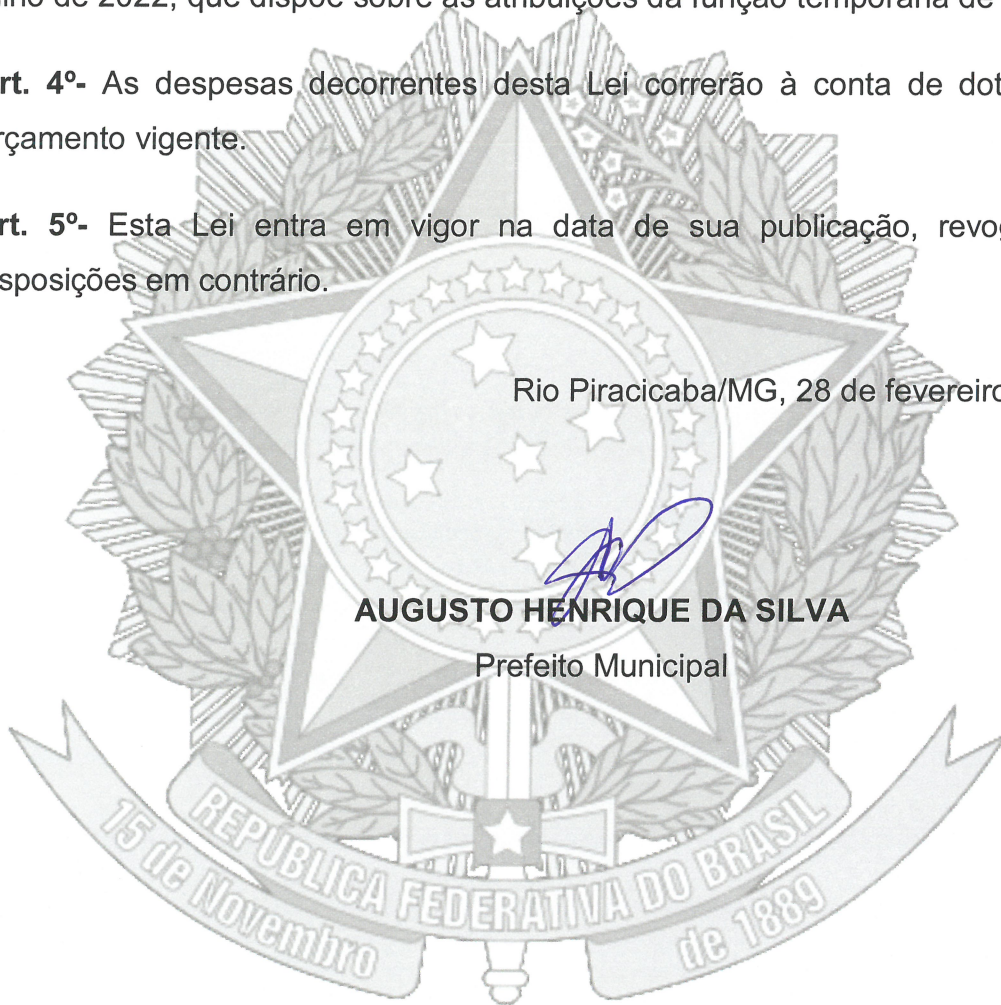 lho de 2022, que dispõe sobre as atribuições da função temporária de
rt. 4º- As despesas decorrentes desta Lei correrão à conta de dot
rçamento vigente.
rt. 5º- Esta Lei entra em vigor na data de sua publicação, revog
sposições em contrário.
Rio Piracicaba/MG, 28 de fevereiro
AUGUSTO HENRIQUE DA SILVA
Prefeito Municipal
REPÚBLICA FEDERATIVA DO BRASIL
15 de Novembro
de 1889